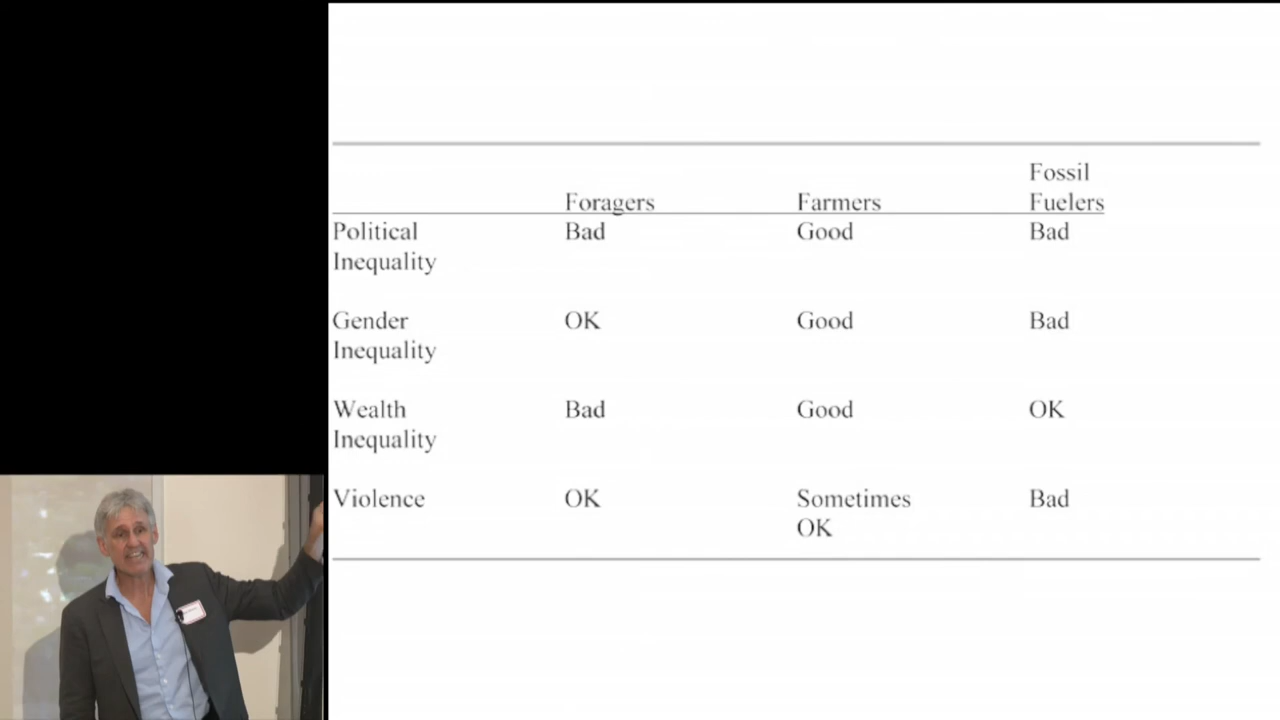 Fossil
Foragers Farmers Fuelers
Political Bad Good Bad
Inequality
Gender OK Good Bad
Inequality
Wealth Bad Good OK
Inequality
Violence OK Sometimes Bad
OK